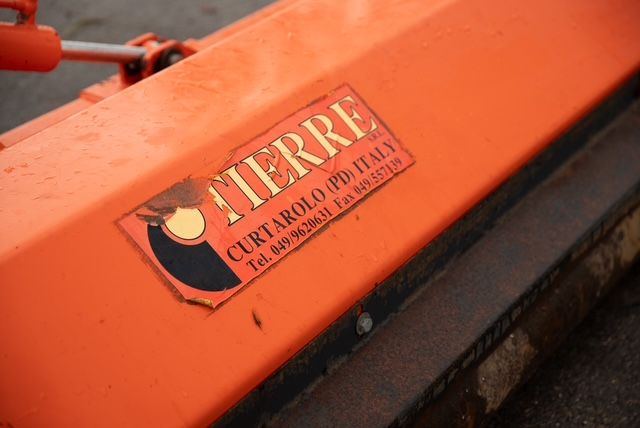 TIERRE
S.R.L.
CURTAROLO (PD) ITALY
Tel. 049/9620631 Fax 049/557139